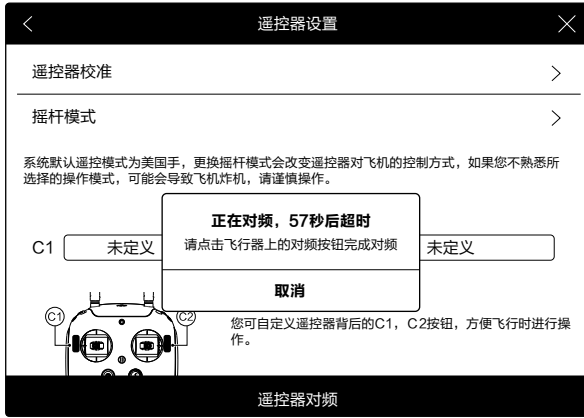 遥控器设置
遥控器校准
摇杆模式
系统默认遥控模式为美国手，更换摇杆模式会改变遥控器对飞机的控制方式，如果您不熟悉所
选择的操作模式，可能会导致飞机炸机，请谨慎操作。
正在对频，57秒后超时
请点击飞行器上的对频按钮完成对频
取消
C1 未定义 未定义
C1 C2
您可自定义遥控器背后的C1，C2按钮，方便飞行时进行操
作。
遥控器对频